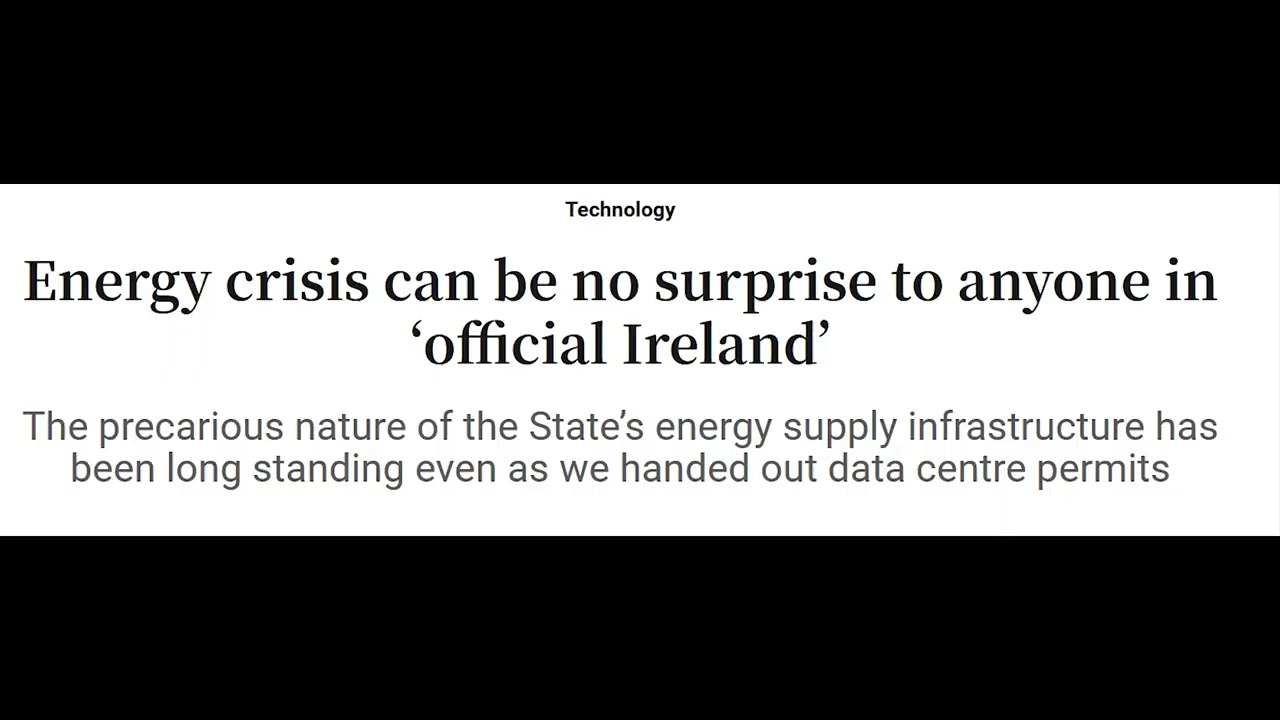 Technology
Energy crisis can be no surprise to anyone in
‘official Ireland’
The precarious nature of the State’s energy supply infrastructure has
been long standing even as we handed out data centre permits